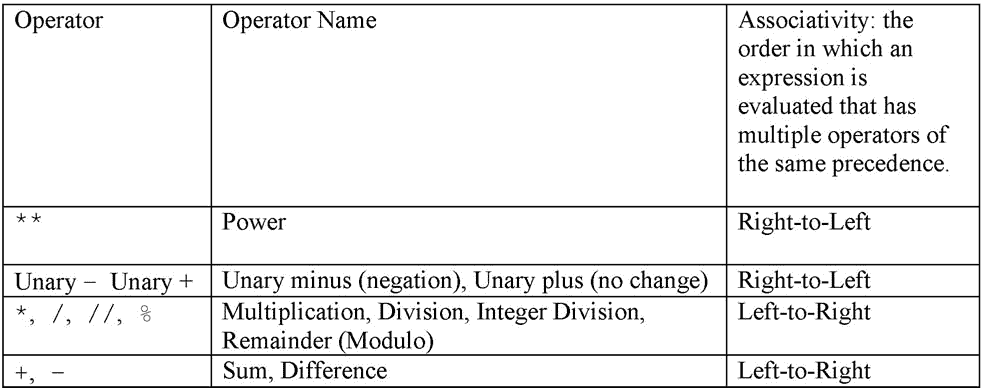 Operator Operator Name Associativity: the
order in which an
expression is
evaluated that has
multiple operators of
the same precedence.
** Power Right-to-Left
Unary − Unary + Unary minus (negation), Unary plus (no change) Right-to-Left
*, /, //, % Multiplication, Division, Integer Division, Left-to-Right
Remainder (Modulo)
+, − Sum, Difference Left-to-Right